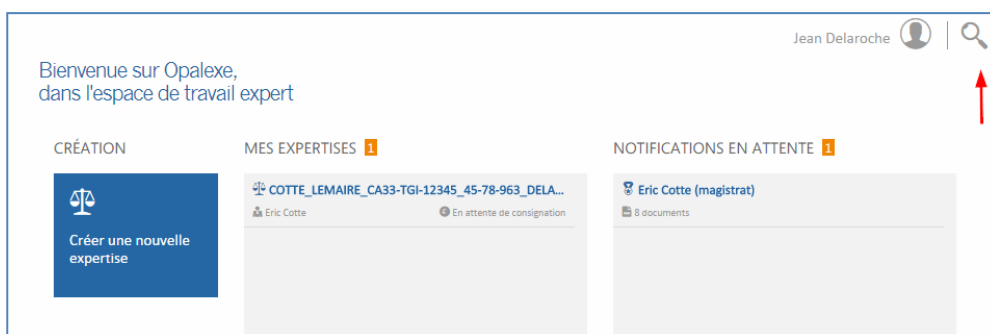 Jean Delaroche
Bienvenue sur Opalexe,
dans l'espace de travail expert
CRÉATION
Créer une nouvelle
expertise
MES EXPERTISES 1
COTTE_LEMAIRE_CA33-TGI-12345_45-78-963_DELA...
Eric Cotte
En attente de consignation
NOTIFICATIONS EN ATTENTE 1
Eric Cotte (magistrat)
8 documents